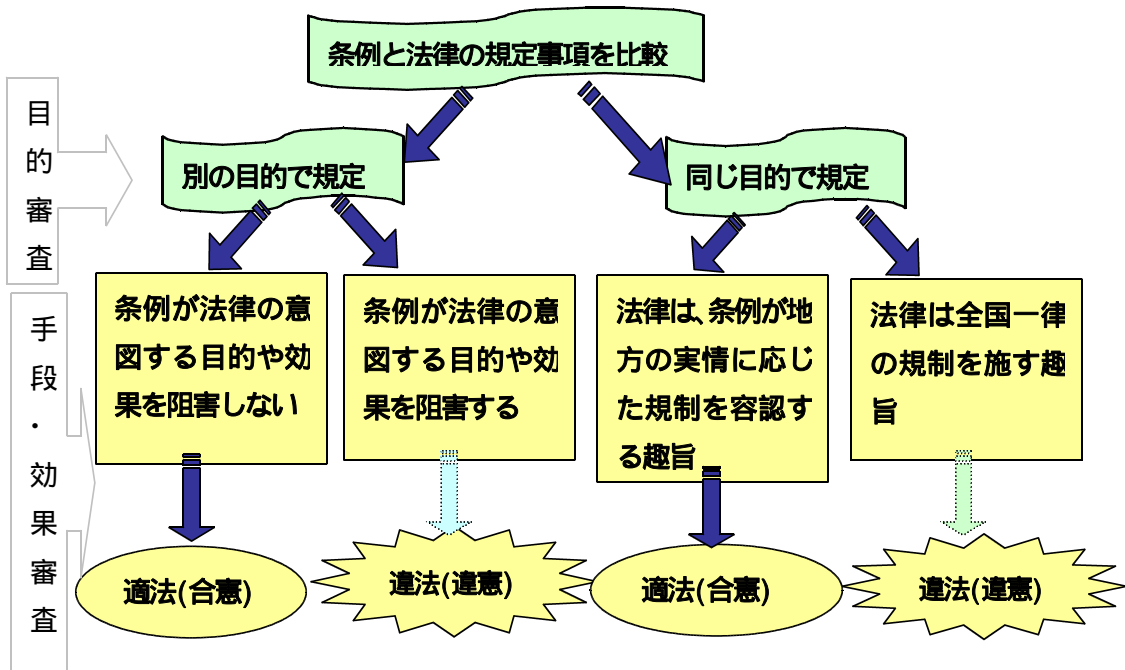 条例と法律の規定事項を比較
目的審査
別の目的で規定
同じ目的で規定
手段・効果審査
条例が法律の意
図する目的や効
果を阻害しない
条例が法律の意
図する目的や効
果を阻害する
法律は、条例が地
方の実情に応じ
た規制を容認す
る趣旨
法律は全国一律
の規制を施す趣
旨
適法(合憲)
違法(違憲)
適法(合憲)
違法(違憲)